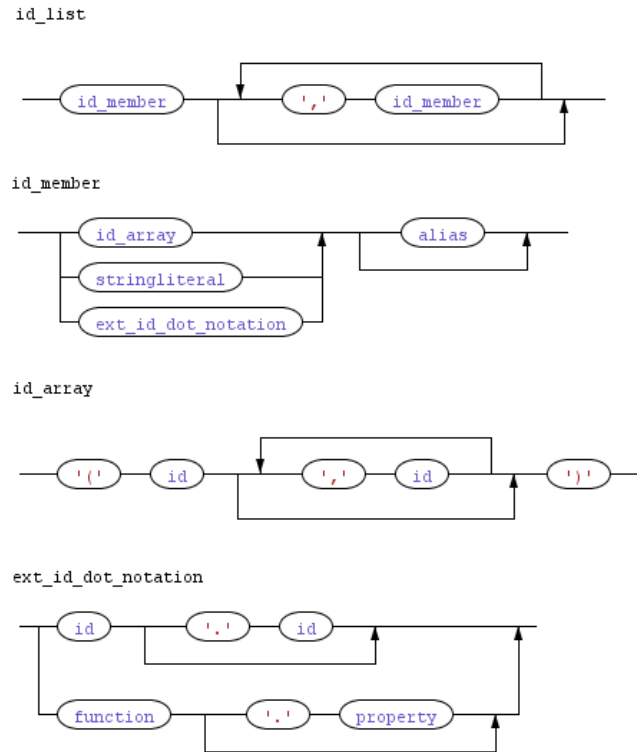 id_list
id_member ',' id_member
id_member
id_array alias
stringliteral
ext_id_dot_notation
id_array
'(' id ',' id ')'
ext_id_dot_notation
id '.' id
function '.' property